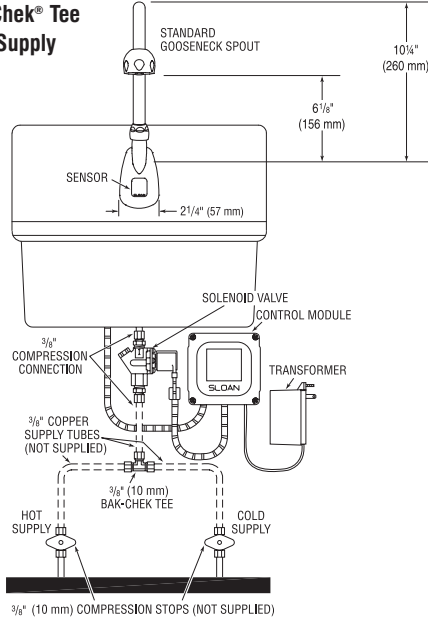 Chek® Tee
Supply
STANDARD
GOOSENECK SPOUT
10¼"
(260 mm)
6⅛"
(156 mm)
SENSOR
2¼" (57 mm)
SOLENOID VALVE
CONTROL MODULE
⅜"
COMPRESSION
CONNECTION
TRANSFORMER
SLOAN
⅜" COPPER
SUPPLY TUBES
(NOT SUPPLIED)
⅜" (10 mm)
BAK-CHEK TEE
HOT
SUPPLY
COLD
SUPPLY
⅜" (10 mm) COMPRESSION STOPS (NOT SUPPLIED)